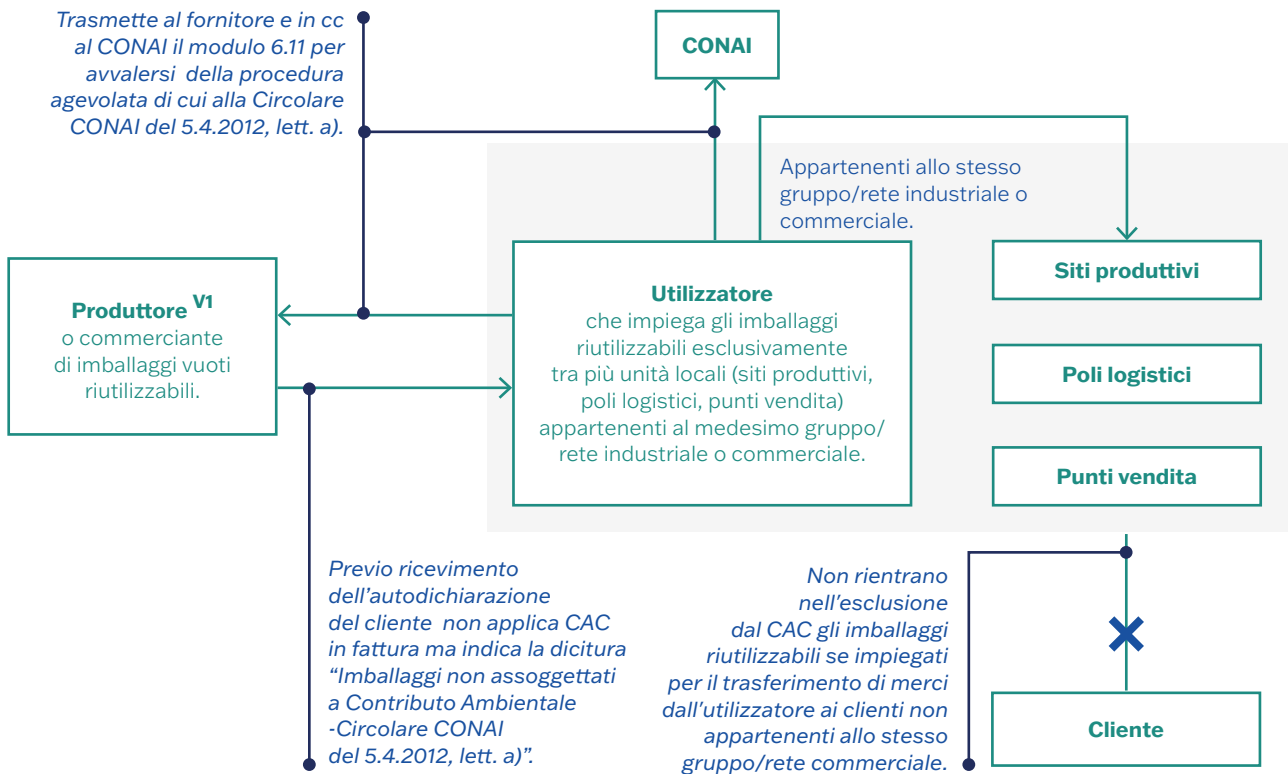 Trasmette al fornitore e in cc
al CONAI il modulo 6.11 per
avvalersi della procedura
agevolata di cui alla Circolare
CONAI del 5.4.2012, lett. a).
CONAI
Appartenenti allo stesso
gruppo/rete industriale o
commerciale.
Produttore V1
o commerciante
di imballaggi vuoti
riutilizzabili.
Utilizzatore
che impiega gli imballaggi
riutilizzabili esclusivamente
tra più unità locali (siti produttivi,
poli logistici, punti vendita)
appartenenti al medesimo gruppo/
rete industriale o commerciale.
Siti produttivi
Poli logistici
Punti vendita
Previo ricevimento
dell’autodichiarazione
del cliente non applica CAC
in fattura ma indica la dicitura
“Imballaggi non assoggettati
a Contributo Ambientale
-Circolare CONAI
del 5.4.2012, lett. a)”.
Non rientrano
nell'esclusione
dal CAC gli imballaggi
riutilizzabili se impiegati
per il trasferimento di merci
dall'utilizzatore ai clienti non
appartenenti allo stesso
gruppo/rete commerciale.
Cliente